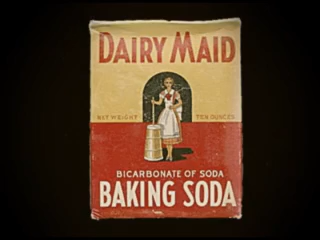 DAIRY MAID
NET WEIGHT TEN OUNCES
BICARBONATE OF SODA
BAKING SODA